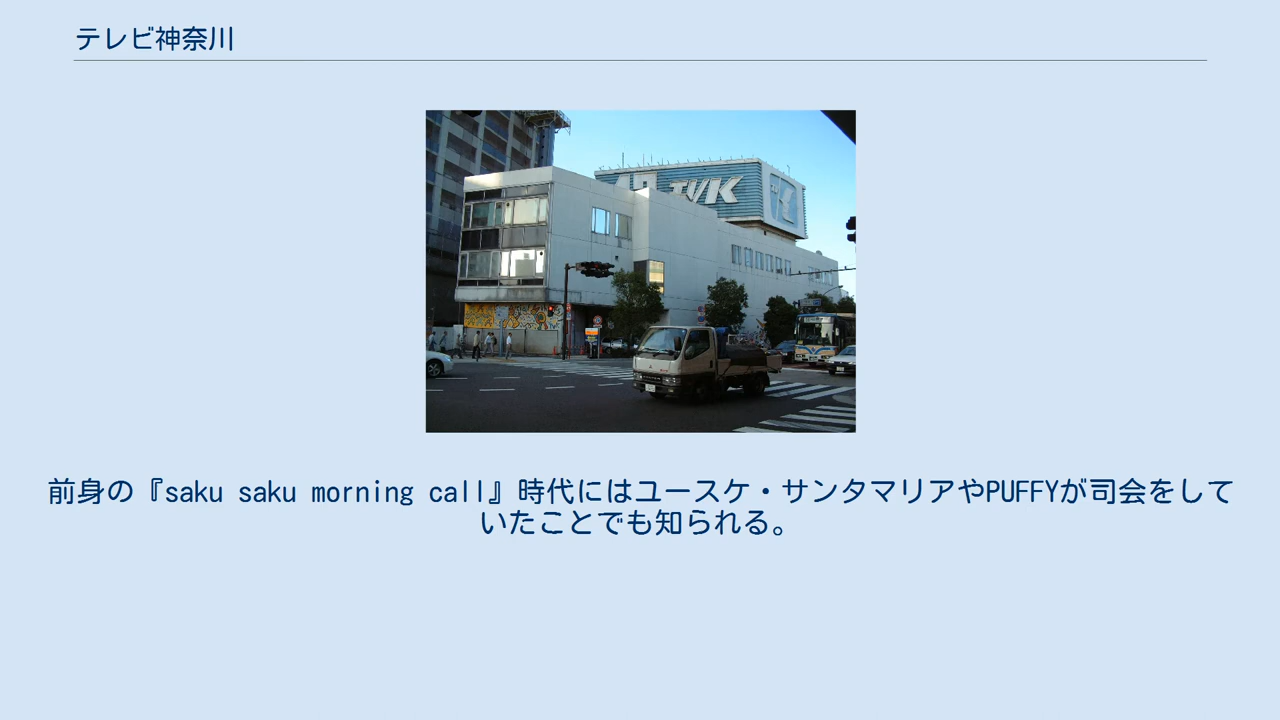 テレビ神奈川
TVK
前身の『saku saku morning call』時代にはユースケ・サンタマリアやPUFFYが司会をして
いたことでも知られる。